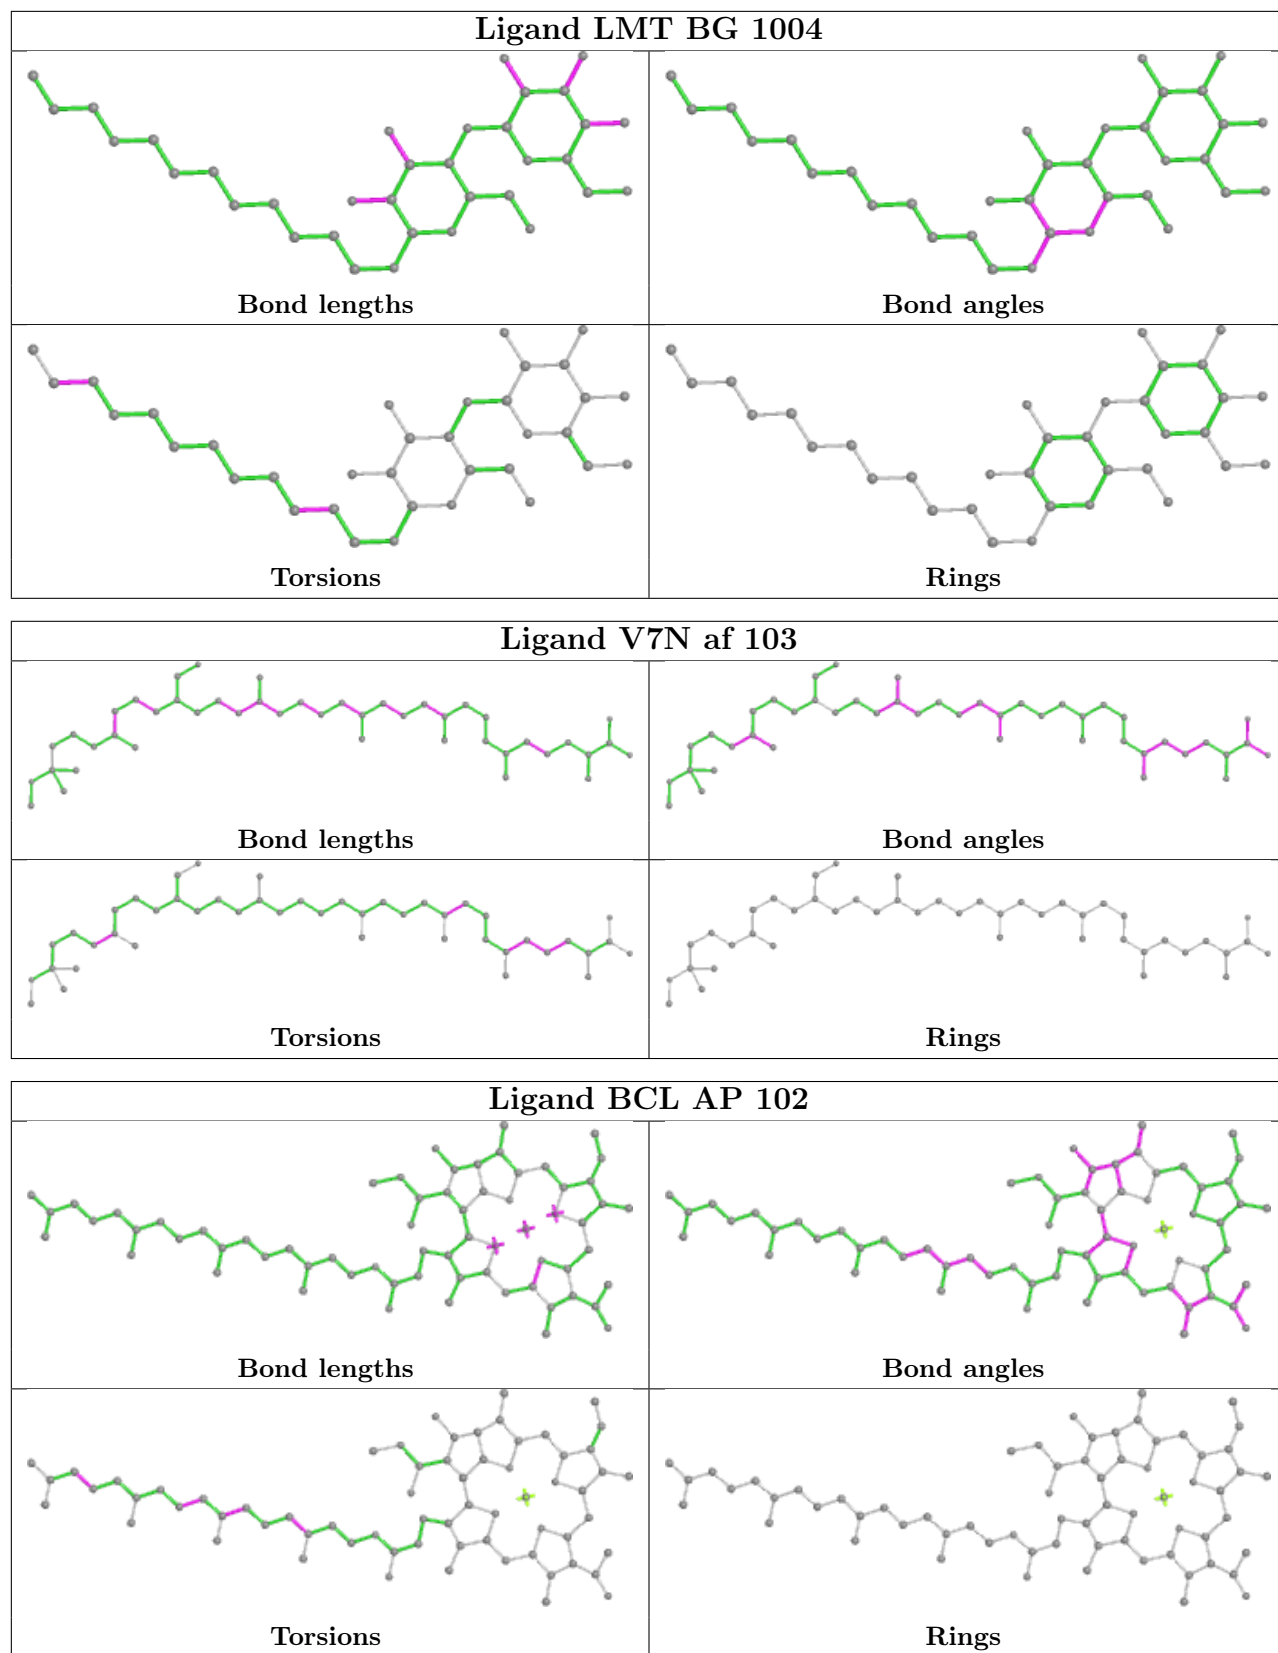 Ligand LMT BG 1004
Bond lengths
Bond angles
Torsions
Rings
Ligand V7N af 103
Bond lengths
Bond angles
Torsions
Rings
Ligand BCL AP 102
Bond lengths
Bond angles
Torsions
Rings